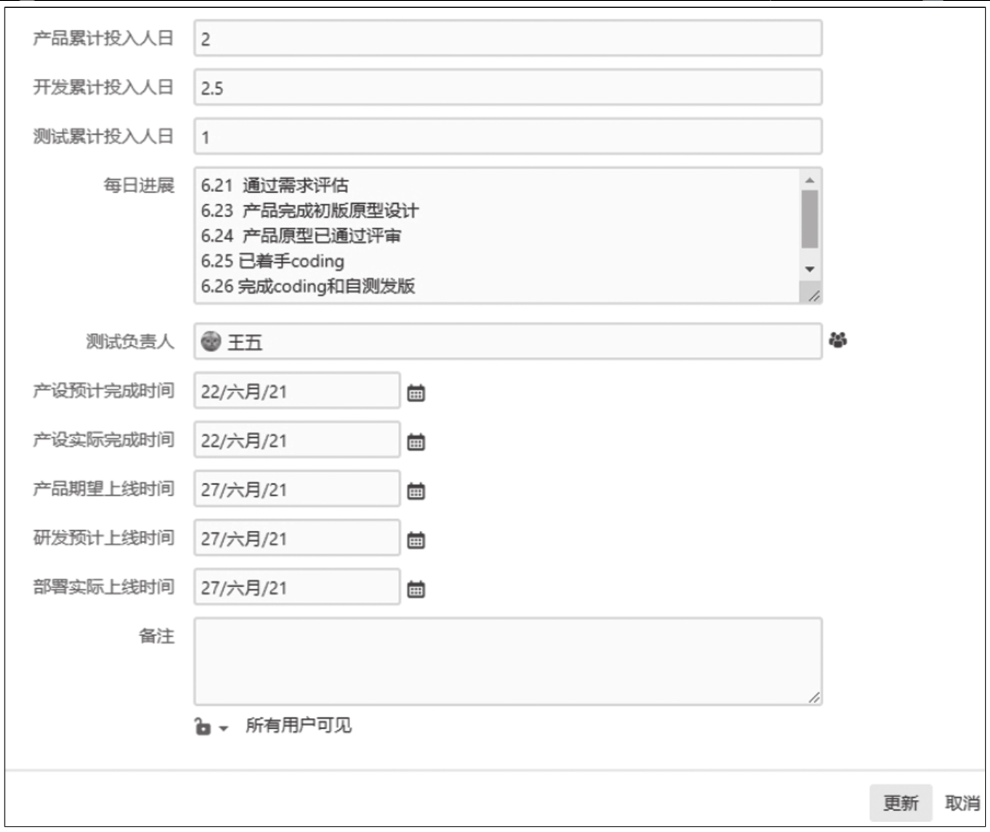 产品累计投入人日 2
开发累计投入人日 2.5
测试累计投入人日 1
每日进展 6.21 通过需求评估
6.23 产品完成初版原型设计
6.24 产品原型已通过评审
6.25 已着手coding
6.26 完成coding和自测发版
测试负责人 王五
产设预计完成时间 22/六月/21
产设实际完成时间 22/六月/21
产品期望上线时间 27/六月/21
研发预计上线时间 27/六月/21
部署实际上线时间 27/六月/21
备注
所有用户可见
更新 取消